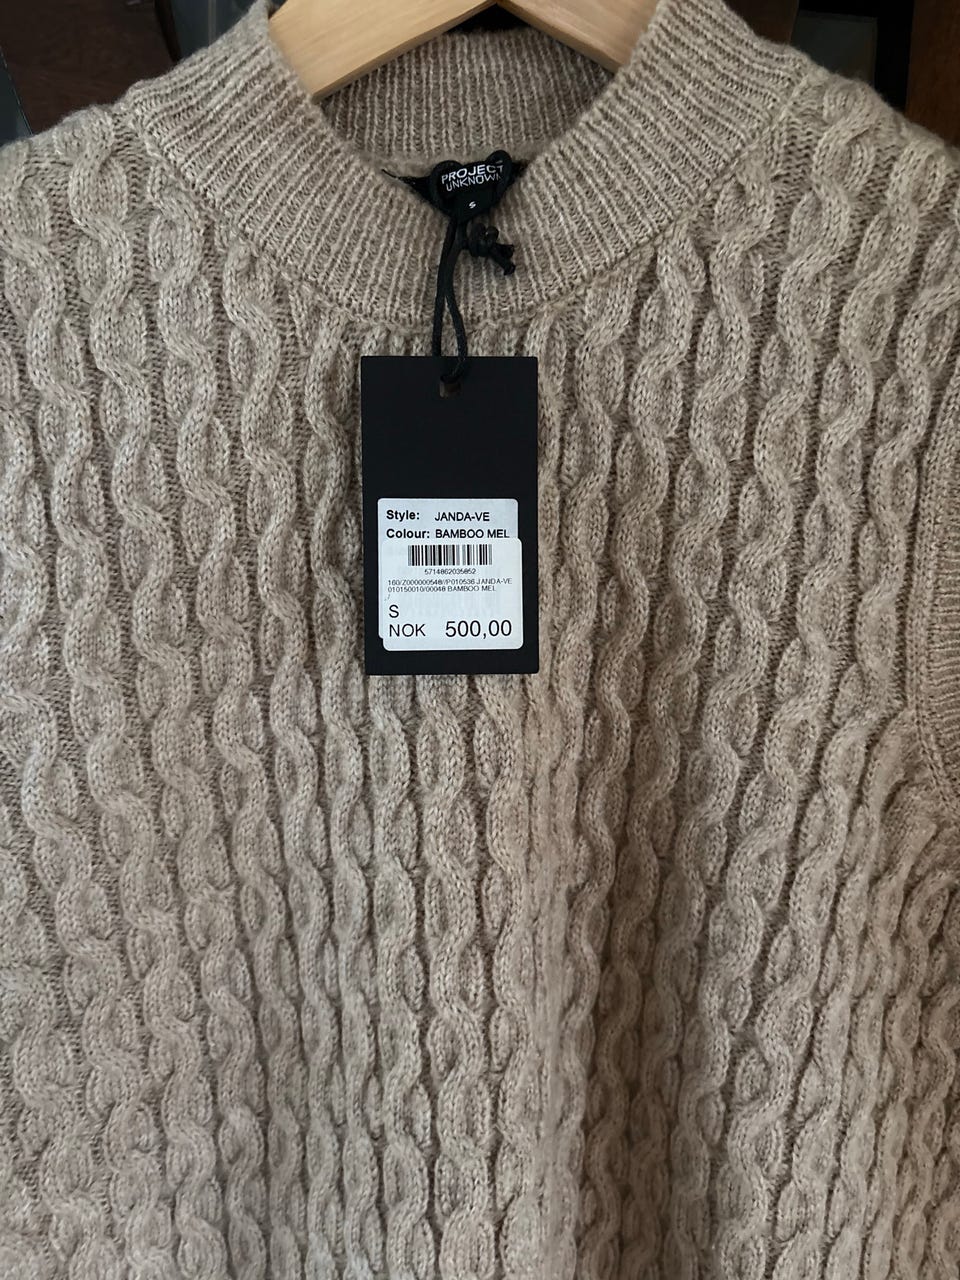 PROJECT
UNKNOWN
S
Style: JANDA-VE
Colour: BAMBOO MEL
5714862035852
160/Z000000548//P010536 JANDA-VE
010150010/00048 BAMBOO MEL
S
NOK 500,00